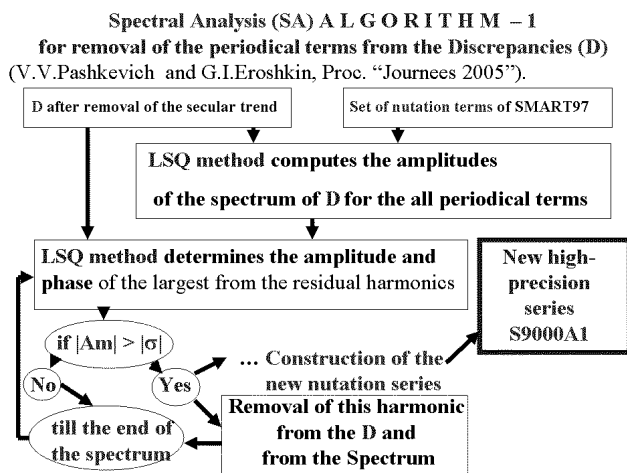 Spectral Analysis (SA) A L G O R I T H M – 1
for removal of the periodical terms from the Discrepancies (D)
(V.V.Pashkevich and G.I.Eroshkin, Proc. “Journees 2005”).
D after removal of the secular trend
Set of nutation terms of SMART97
LSQ method computes the amplitudes
of the spectrum of D for the all periodical terms
LSQ method determines the amplitude and
phase of the largest from the residual harmonics
New high-
precision
series
S9000A1
if |Am| > |σ|
No
Yes
... Construction of the
new nutation series
till the end of
the spectrum
Removal of this harmonic
from the D and
from the Spectrum